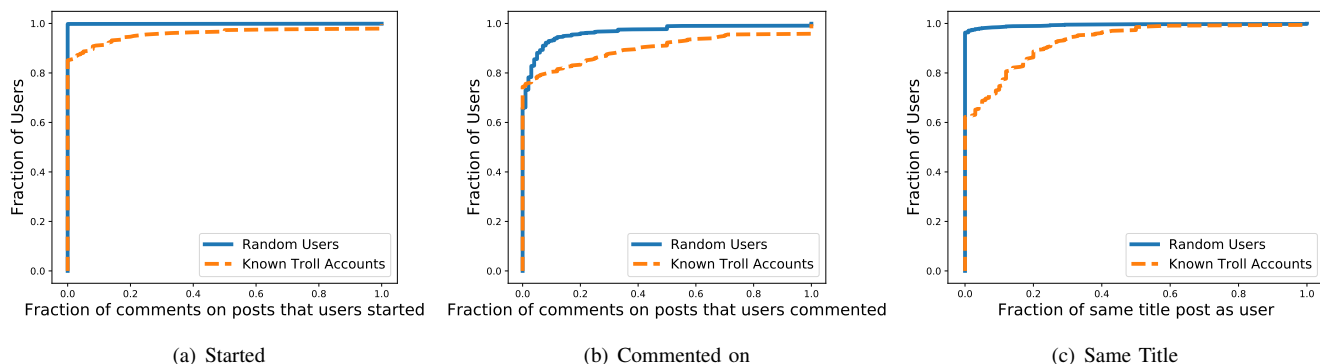 1.0
0.8
0.6
0.4
0.2
0.0
Fraction of Users
Random Users
Known Troll Accounts
0.0 0.2 0.4 0.6 0.8 1.0
Fraction of comments on posts that users started
(a) Started
1.0
0.8
0.6
0.4
0.2
0.0
Fraction of Users
Random Users
Known Troll Accounts
0.0 0.2 0.4 0.6 0.8 1.0
Fraction of comments on posts that users commented
(b) Commented on
1.0
0.8
0.6
0.4
0.2
0.0
Fraction of Users
Random Users
Known Troll Accounts
0.0 0.2 0.4 0.6 0.8 1.0
Fraction of same title post as user
(c) Same Title